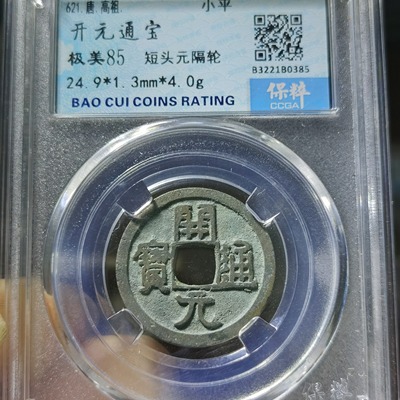 621.唐 高祖 小平
开元通宝
极美85 短头元隔轮
24.9*1.3mm*4.0g
BAO CUI COINS RATING
B3221B0385
保粹
CCGA
開
寶 通
元